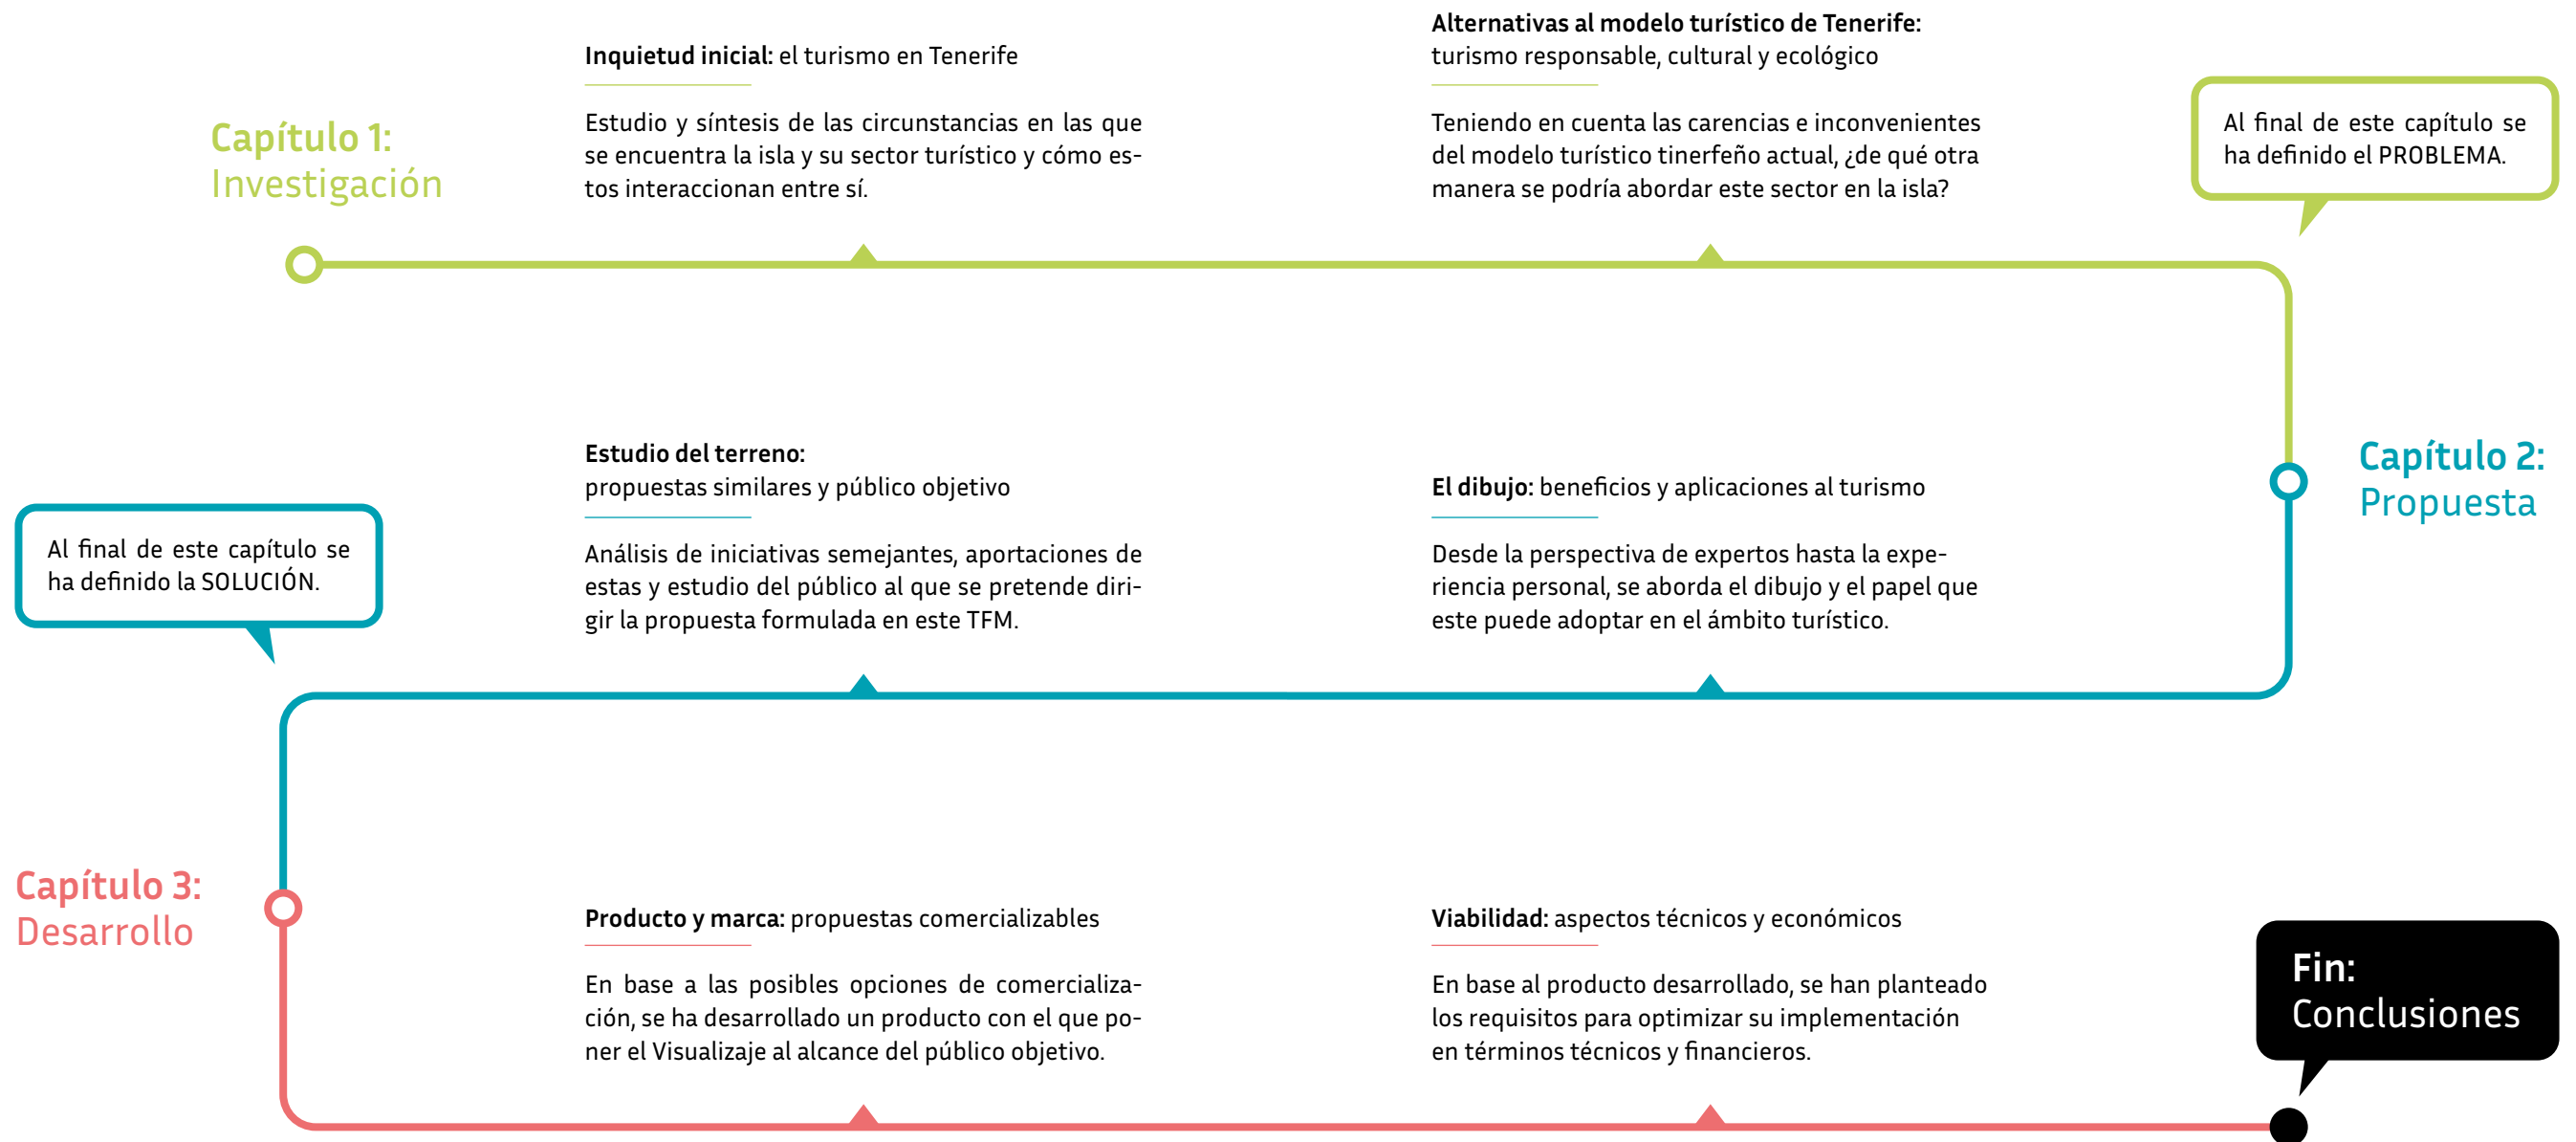 Capítulo 1:
Investigación
Inquietud inicial: el turismo en Tenerife
Estudio y síntesis de las circunstancias en las que
se encuentra la isla y su sector turístico y cómo es-
tos interaccionan entre sí.
Alternativas al modelo turístico de Tenerife:
turismo responsable, cultural y ecológico
Teniendo en cuenta las carencias e inconvenientes
del modelo turístico tinerfeño actual, ¿de qué otra
manera se podría abordar este sector en la isla?
Al final de este capítulo se
ha definido el PROBLEMA.
Capítulo 2:
Propuesta
El dibujo: beneficios y aplicaciones al turismo
Desde la perspectiva de expertos hasta la expe-
riencia personal, se aborda el dibujo y el papel que
este puede adoptar en el ámbito turístico.
Estudio del terreno:
propuestas similares y público objetivo
Análisis de iniciativas semejantes, aportaciones de
estas y estudio del público al que se pretende diri-
gir la propuesta formulada en este TFM.
Al final de este capítulo se
ha definido la SOLUCIÓN.
Capítulo 3:
Desarrollo
Producto y marca: propuestas comercializables
En base a las posibles opciones de comercializa-
ción, se ha desarrollado un producto con el que po-
ner el Visualizaje al alcance del público objetivo.
Viabilidad: aspectos técnicos y económicos
En base al producto desarrollado, se han planteado
los requisitos para optimizar su implementación
en términos técnicos y financieros.
Fin:
Conclusiones